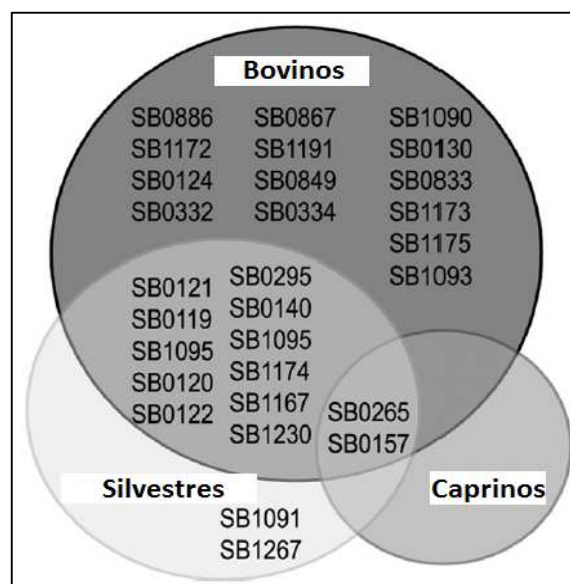 Bovinos
SB0886 SB0867 SB1090
SB1172 SB1191 SB0130
SB0124 SB0849 SB0833
SB0332 SB0334 SB1173
SB1175
SB1093
SB0121 SB0295
SB0119 SB0140
SB1095 SB1095
SB0120 SB1174
SB0122 SB1167
SB1230
SB0265
SB0157
Silvestres
Caprinos
SB1091
SB1267